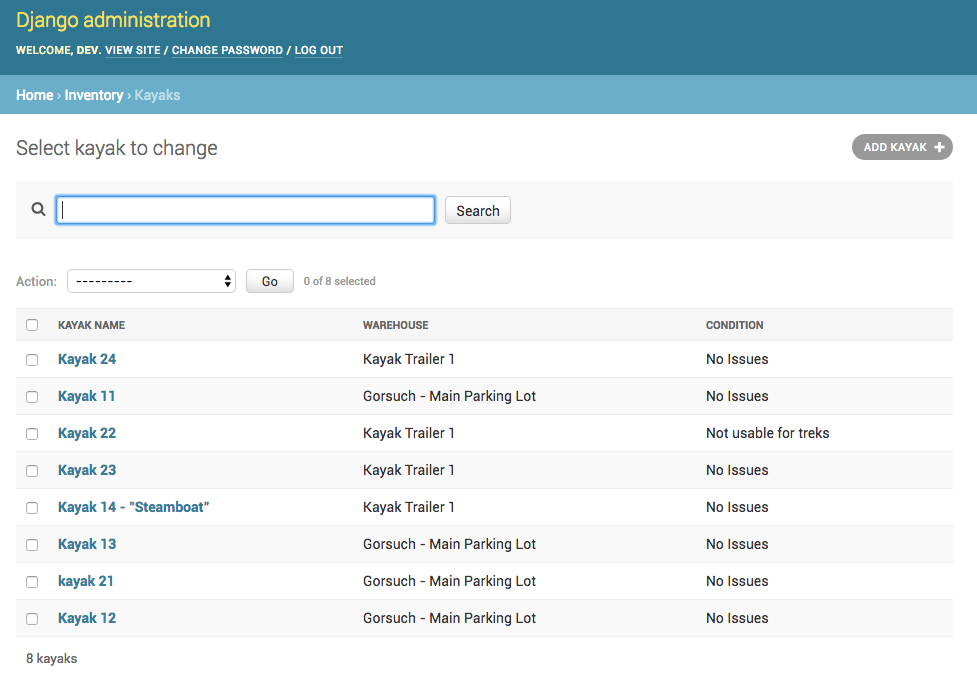 Django administration
WELCOME, DEV. VIEW SITE / CHANGE PASSWORD / LOG OUT
Home › Inventory › Kayaks
Select kayak to change
ADD KAYAK +
Search
Action: --------- Go 0 of 8 selected
KAYAK NAME WAREHOUSE CONDITION
Kayak 24 Kayak Trailer 1 No Issues
Kayak 11 Gorsuch - Main Parking Lot No Issues
Kayak 22 Kayak Trailer 1 Not usable for treks
Kayak 23 Kayak Trailer 1 No Issues
Kayak 14 - "Steamboat" Kayak Trailer 1 No Issues
Kayak 13 Gorsuch - Main Parking Lot No Issues
kayak 21 Gorsuch - Main Parking Lot No Issues
Kayak 12 Gorsuch - Main Parking Lot No Issues
8 kayaks